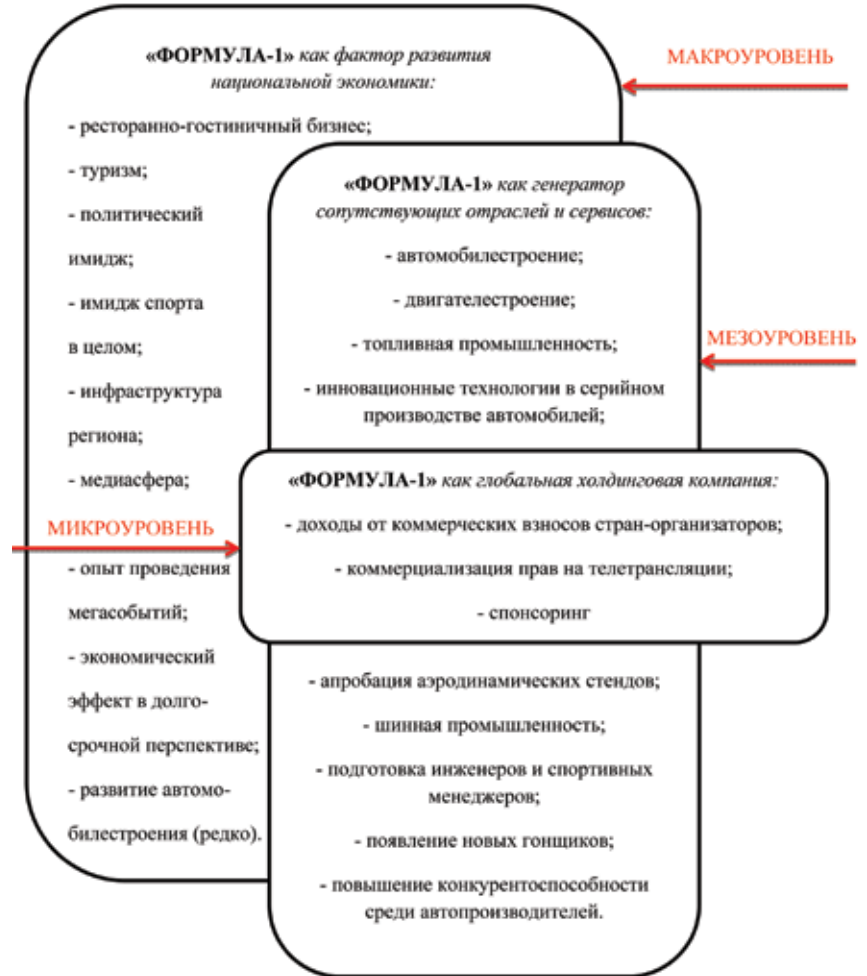 «ФОРМУЛА-1» как фактор развития
национальной экономики:
- ресторанно-гостиничный бизнес;
- туризм;
- политический
имидж;
- имидж спорта
в целом;
- инфраструктура
региона;
- медиасфера;
- опыт проведения
мегасобытий;
- экономический
эффект в долго-
срочной перспективе;
- развитие автомо-
билестроения (редко).
МАКРОУРОВЕНЬ
«ФОРМУЛА-1» как генератор
сопутствующих отраслей и сервисов:
- автомобилестроение;
- двигателестроение;
- топливная промышленность;
- инновационные технологии в серийном
производстве автомобилей;
- апробация аэродинамических стендов;
- шинная промышленность;
- подготовка инженеров и спортивных
менеджеров;
- появление новых гонщиков;
- повышение конкурентоспособности
среди автопроизводителей.
МЕЗОУРОВЕНЬ
«ФОРМУЛА-1» как глобальная холдинговая компания:
- доходы от коммерческих взносов стран-организаторов;
- коммерциализация прав на телетрансляции;
- спонсоринг
МИКРОУРОВЕНЬ